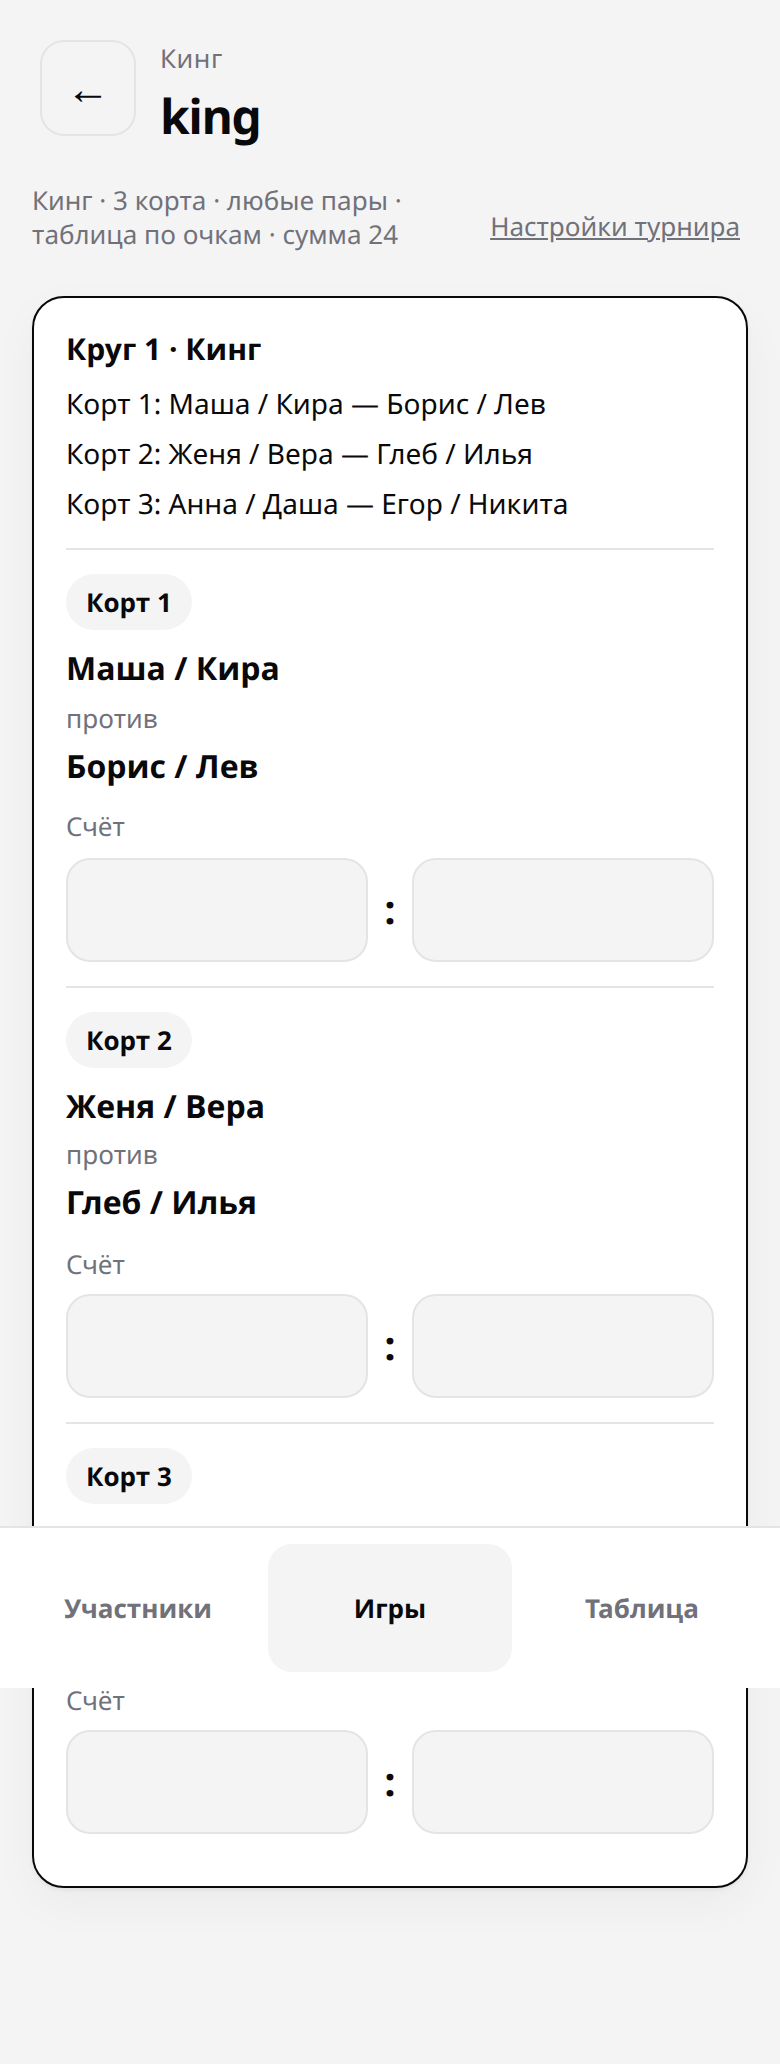 ←
Кинг
king
Кинг · 3 корта · любые пары ·
таблица по очкам · сумма 24
Настройки турнира
Круг 1 · Кинг
Корт 1: Маша / Кира — Борис / Лев
Корт 2: Женя / Вера — Глеб / Илья
Корт 3: Анна / Даша — Егор / Никита
Корт 1
Маша / Кира
против
Борис / Лев
Счёт
:
Корт 2
Женя / Вера
против
Глеб / Илья
Счёт
:
Корт 3
Участники
Игры
Таблица
Счёт
: